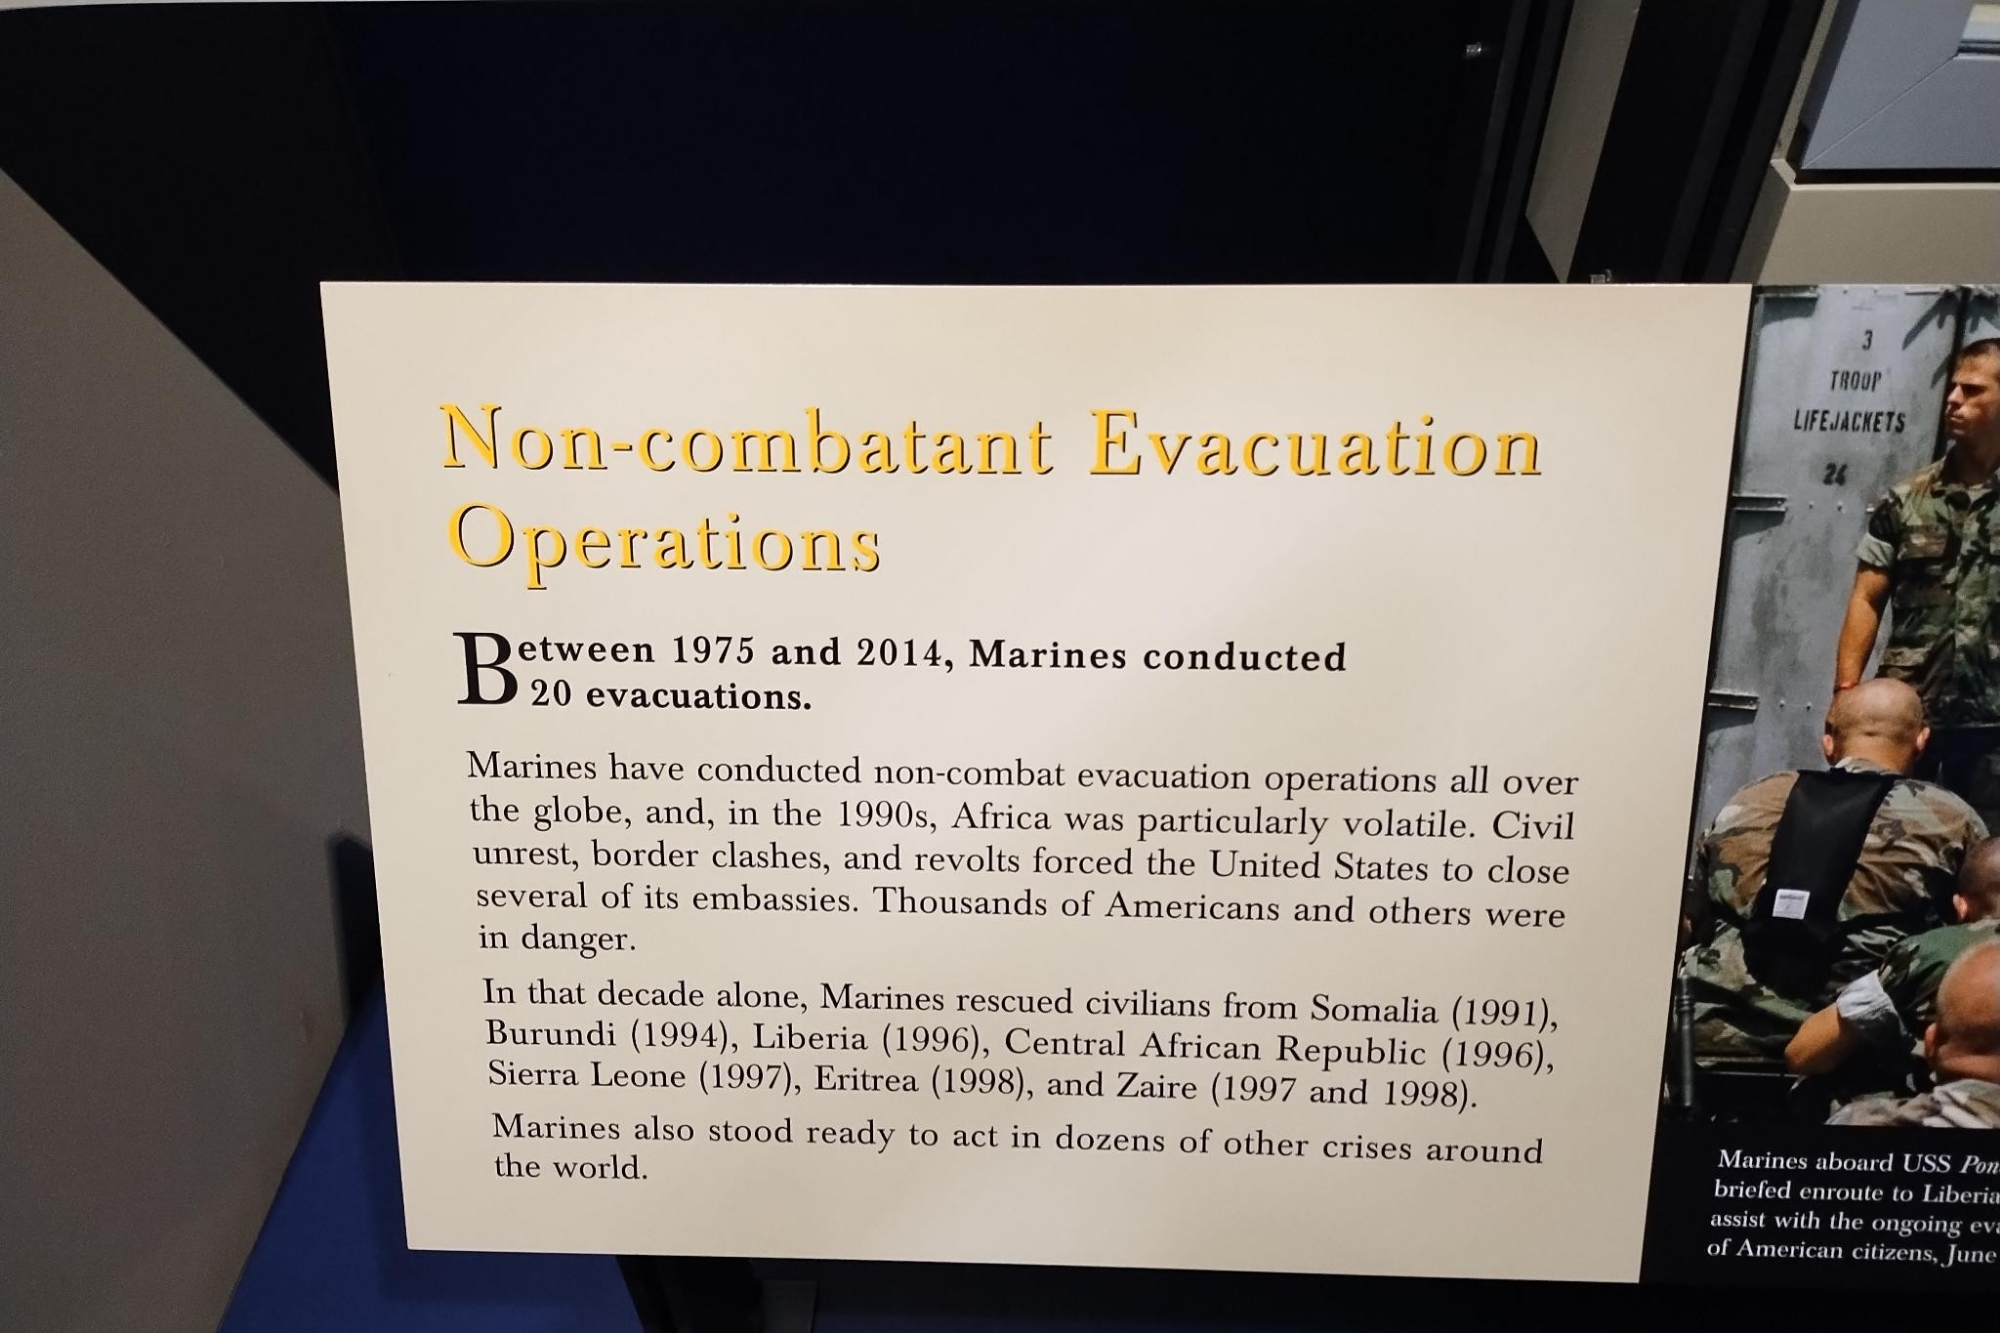 Non-combatant Evacuation
Operations
Between 1975 and 2014, Marines conducted
20 evacuations.
Marines have conducted non-combat evacuation operations all over
the globe, and, in the 1990s, Africa was particularly volatile. Civil
unrest, border clashes, and revolts forced the United States to close
several of its embassies. Thousands of Americans and others were
in danger.
In that decade alone, Marines rescued civilians from Somalia (1991),
Burundi (1994), Liberia (1996), Central African Republic (1996),
Sierra Leone (1997), Eritrea (1998), and Zaire (1997 and 1998).
Marines also stood ready to act in dozens of other crises around
the world.
3
TROOP
LIFEJACKETS
24
Marines aboard USS
briefed enroute to Liberia
assist with the ongoing
of American citizens, June